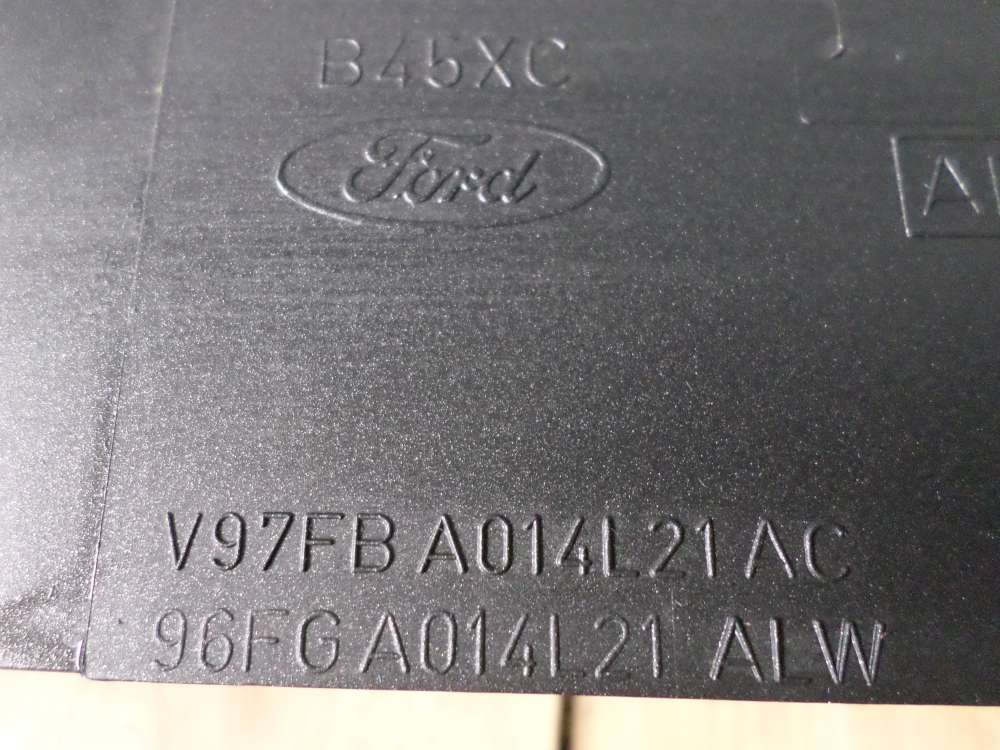 B45XC
Ford
V97FB A014L21 AC
96FG A014L21 ALW